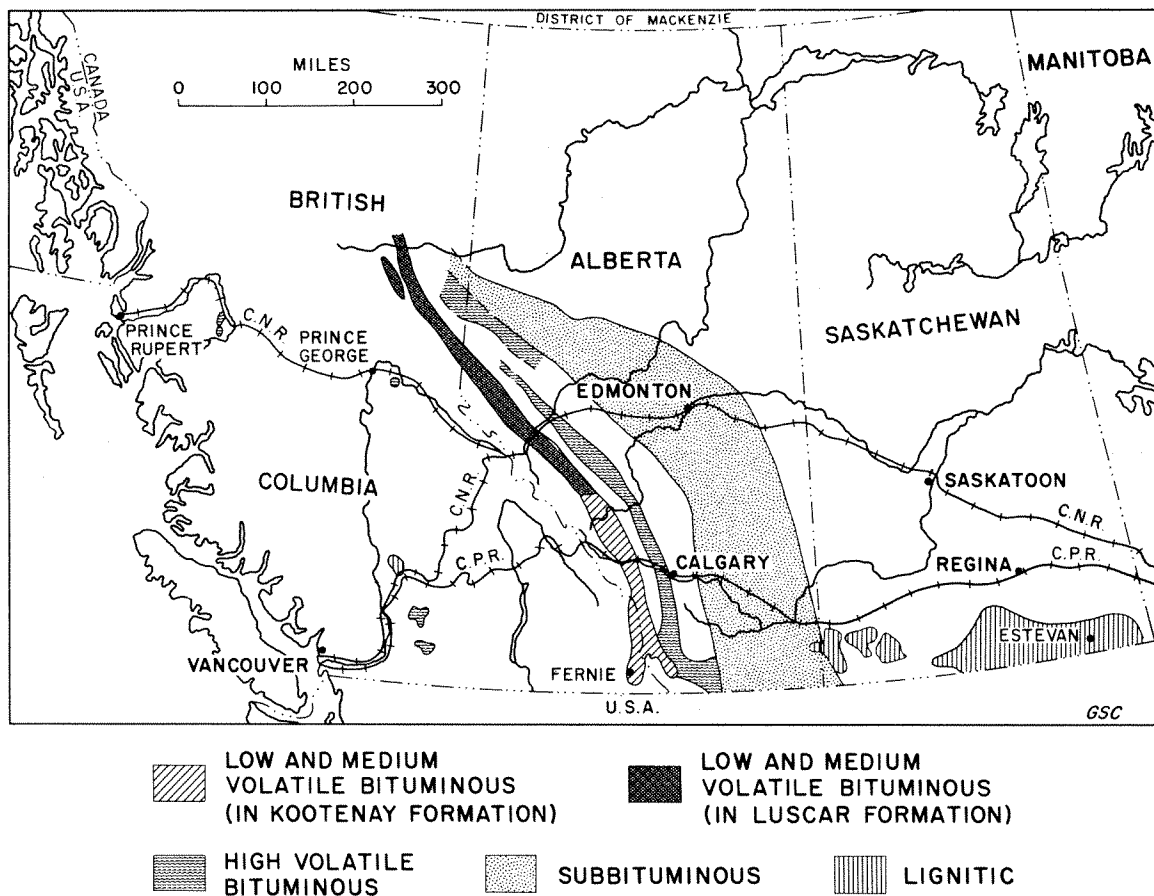 DISTRICT OF MACKENZIE
MANITOBA
CANADA
U.S.A.
MILES
0 100 200 300
BRITISH
ALBERTA
SASKATCHEWAN
C.N.R.
PRINCE
RUPERT
PRINCE
GEORGE
EDMONTON
COLUMBIA
C.N.R.
SASKATOON
C.N.R.
C.P.R.
CALGARY
REGINA
C.P.R.
ESTEVAN
VANCOUVER
FERNIE
U.S.A.
GSC
LOW AND MEDIUM
VOLATILE BITUMINOUS
(IN KOOTENAY FORMATION)
LOW AND MEDIUM
VOLATILE BITUMINOUS
(IN LUSCAR FORMATION)
HIGH VOLATILE
BITUMINOUS
SUBBITUMINOUS
LIGNITIC